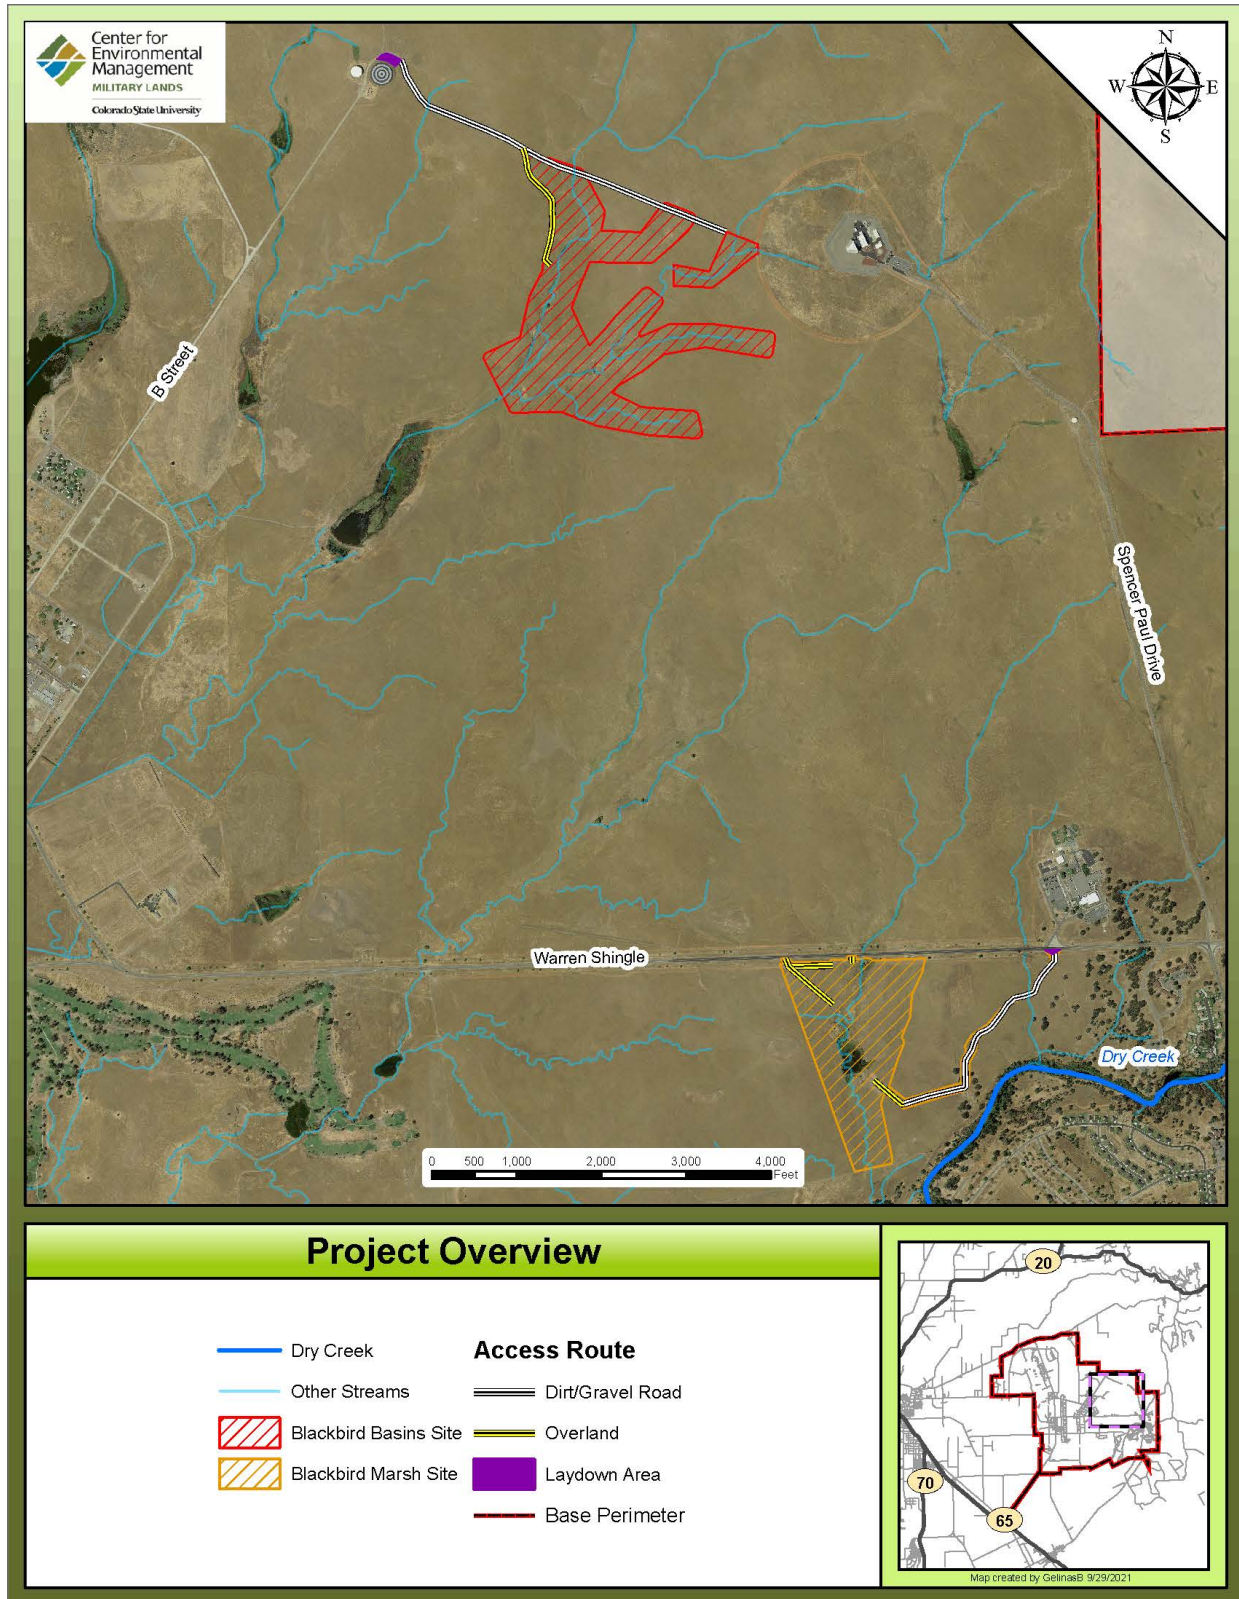 Center for
Environmental
Management
MILITARY LANDS
Colorado State University
N
W E
S
B Street
Spencer Paul Drive
Warren Shingle
Dry Creek
0 500 1,000 2,000 3,000 4,000
Feet
Project Overview
Dry Creek
Other Streams
Blackbird Basins Site
Blackbird Marsh Site
Access Route
Dirt/Gravel Road
Overland
Laydown Area
Base Perimeter
20
70
65
Map created by GelinasB 9/29/2021